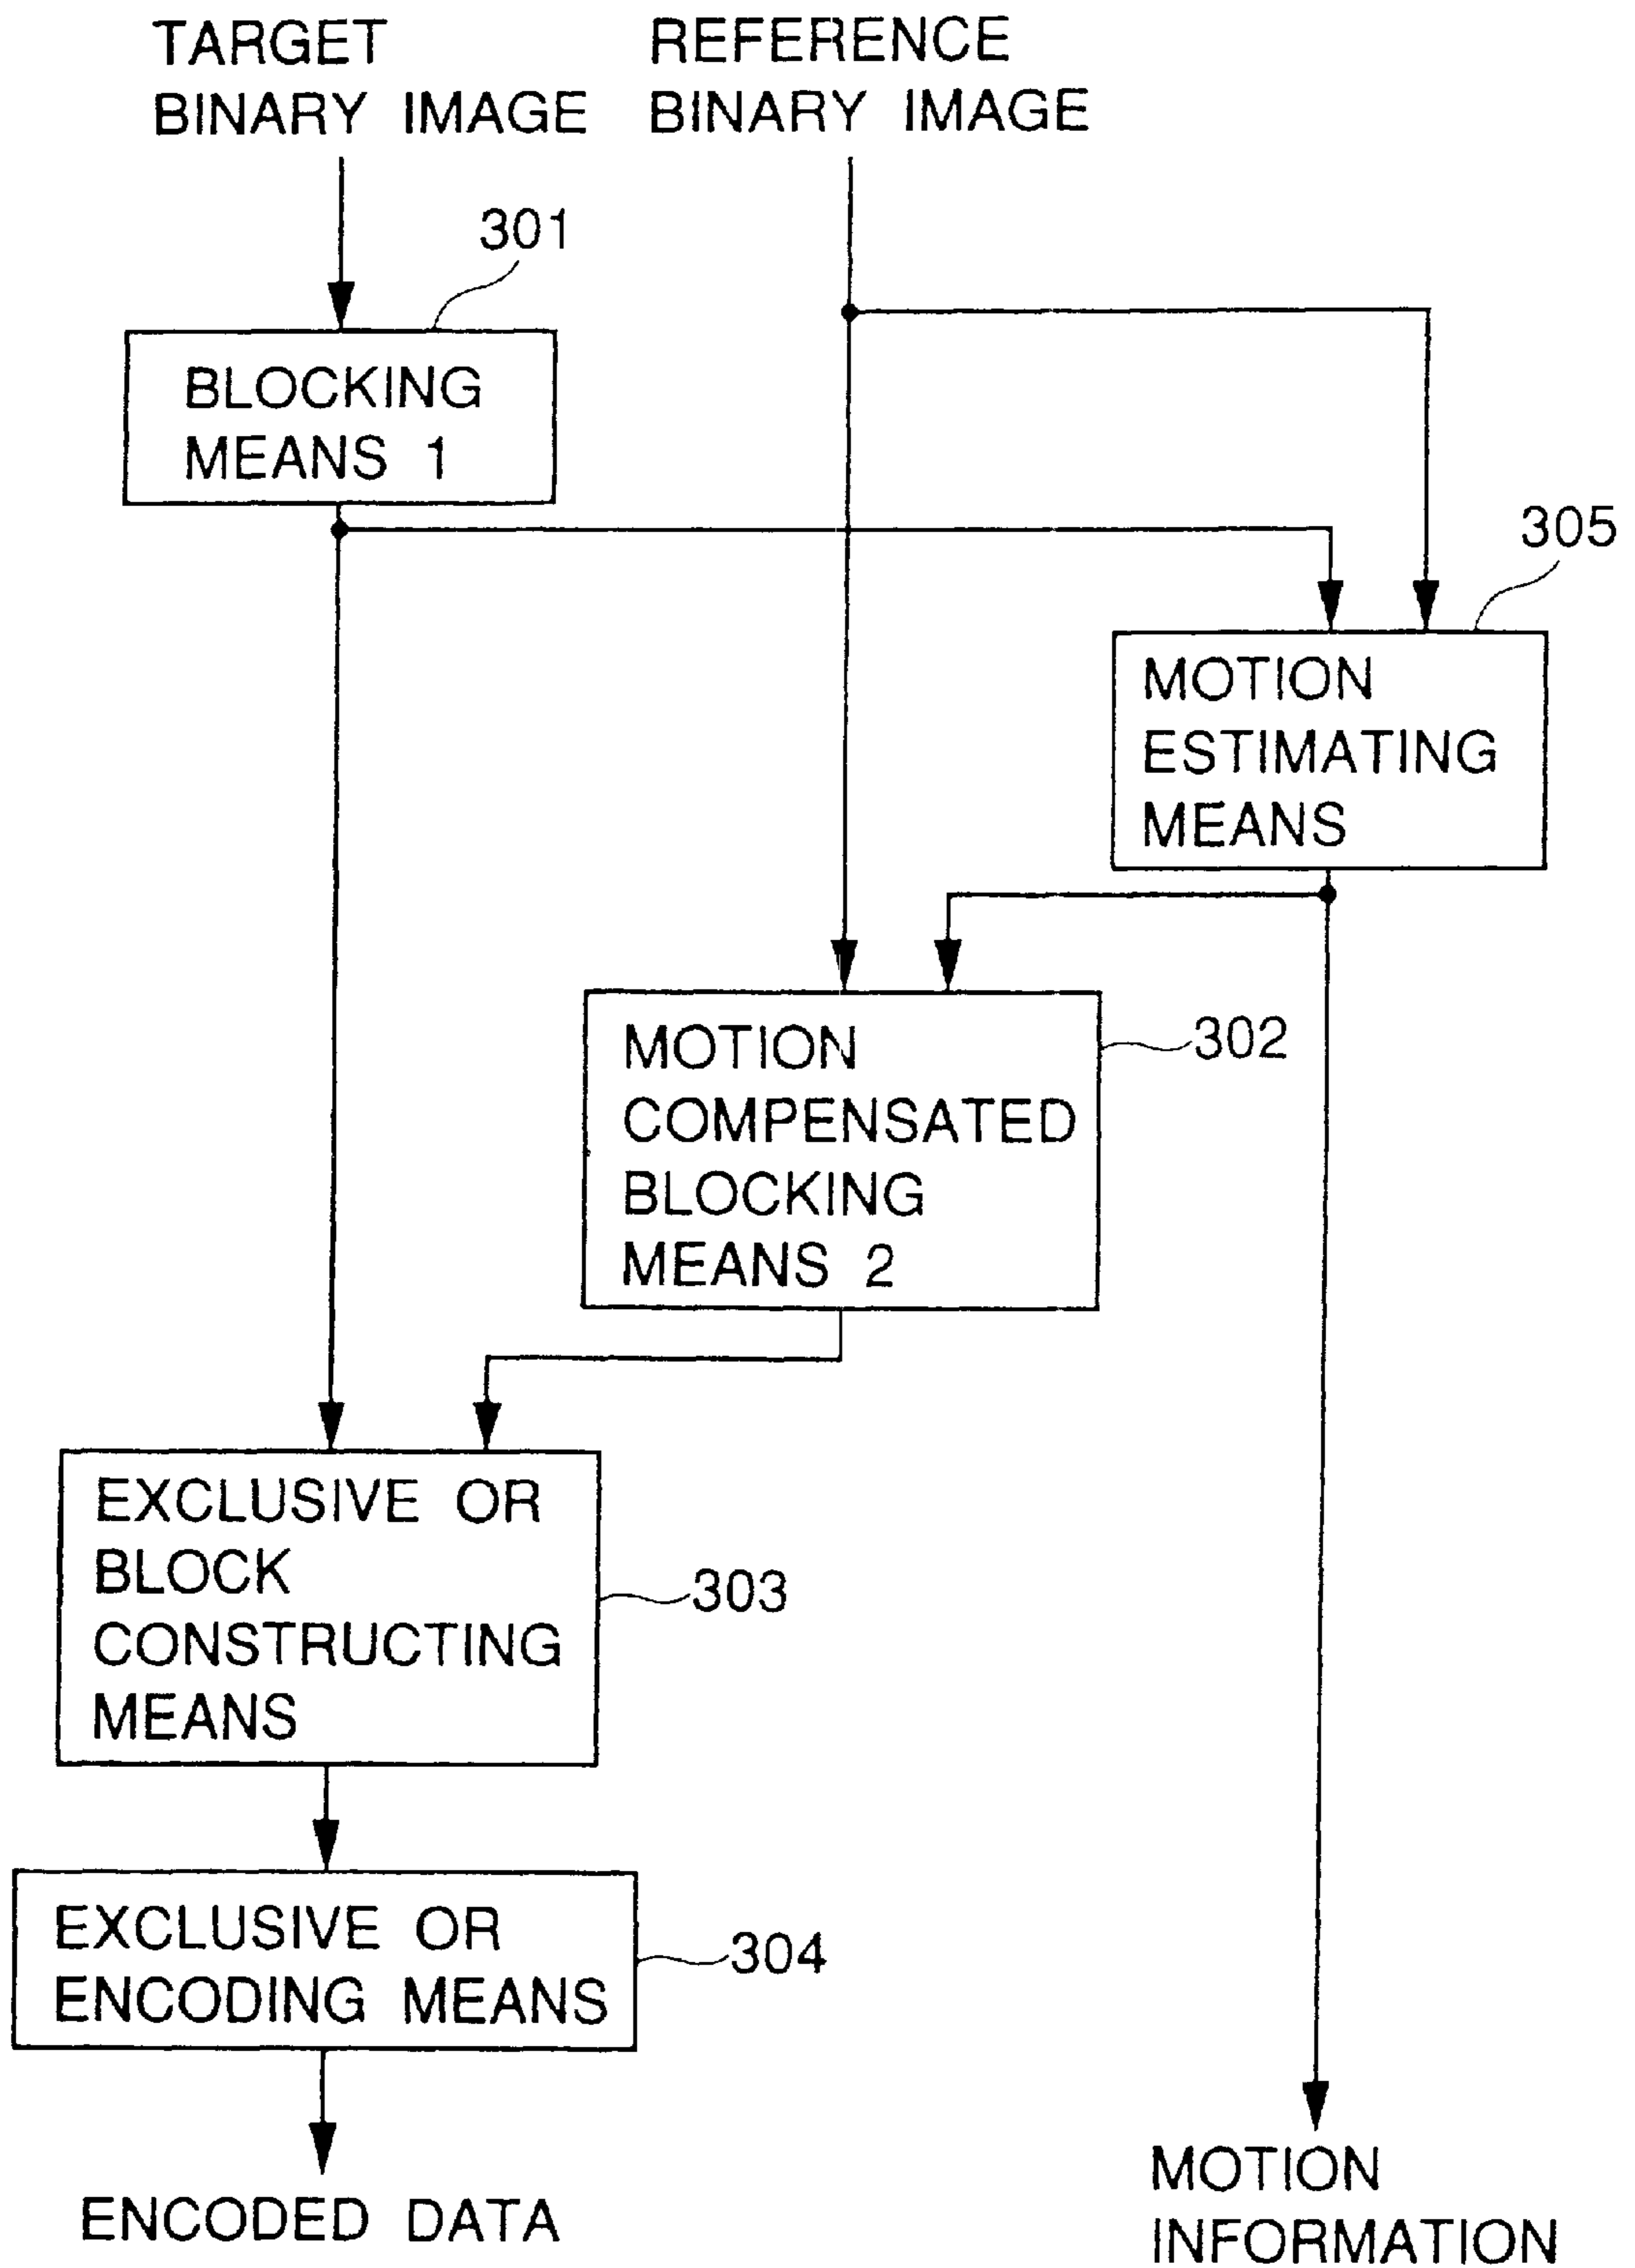 TARGET
BINARY IMAGE
REFERENCE
BINARY IMAGE
301
BLOCKING
MEANS 1
305
MOTION
ESTIMATING
MEANS
MOTION
COMPENSATED
BLOCKING
MEANS 2
302
EXCLUSIVE OR
BLOCK
CONSTRUCTING
MEANS
303
EXCLUSIVE OR
ENCODING MEANS
304
ENCODED DATA
MOTION
INFORMATION